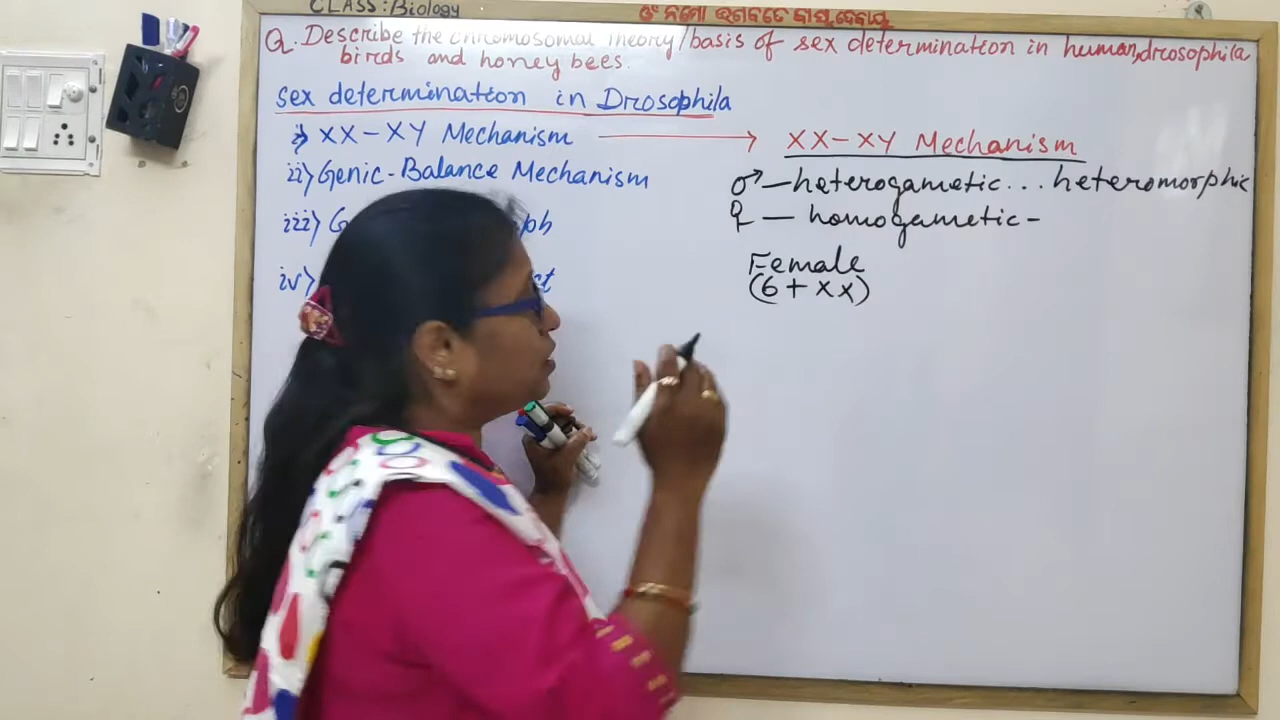 CLASS: Biology
ଓଁ ନମୋ ଭଗବତେ ବାସୁଦେବାୟ
Q. Describe the chromosomal theory/basis of sex determination in human, drosophila
birds and honey bees.
sex determination in Drosophila
i> XX-XY Mechanism
ii> Genic-Balance Mechanism
iii>
iv>
XX-XY Mechanism
♂ — heterogametic... heteromorphic
♀ — homogametic -
Female
(6 + XX)